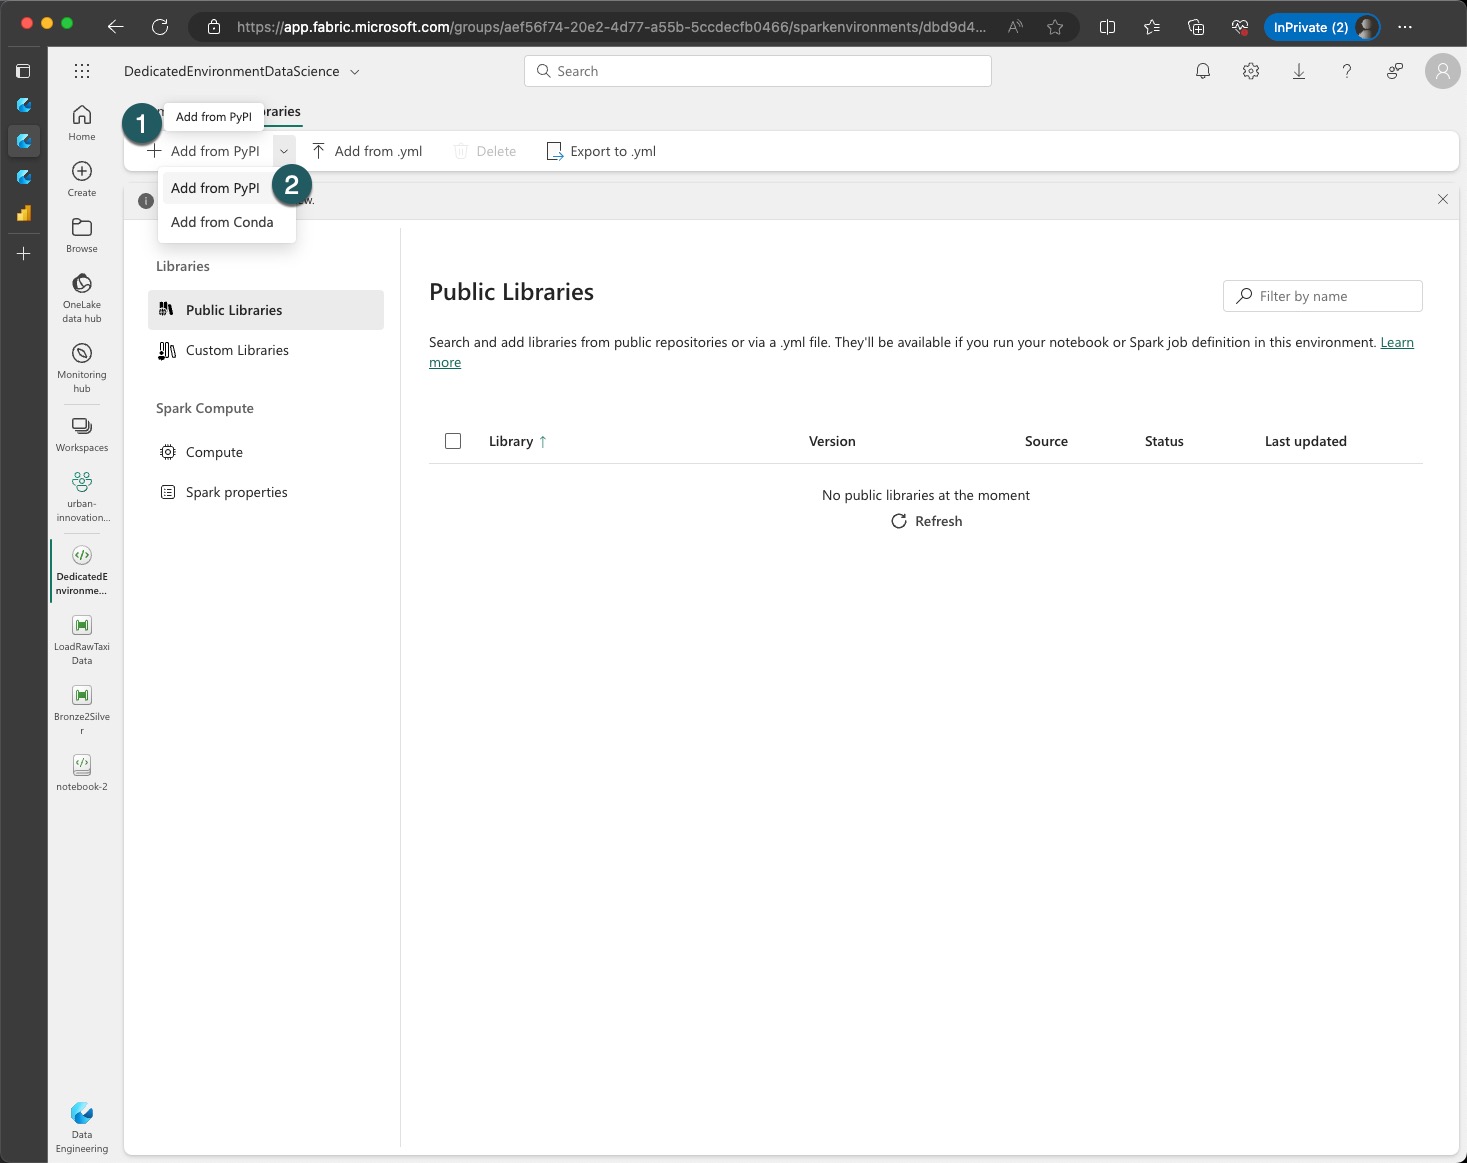 https://app.fabric.microsoft.com/groups/aef56f74-20e2-4d77-a55b-5ccdecfb0466/sparkenvironments/dbd9d4...
InPrivate (2)
DedicatedEnvironmentDataScience
Search
1
Add from PyPI
raries
Add from PyPI
Add from .yml
Delete
Export to .yml
Add from PyPI
2
Add from Conda
w.
Home
Create
Browse
OneLake
data hub
Monitoring
hub
Workspaces
urban-
innovation...
DedicatedE
nvironme...
LoadRawTaxi
Data
Bronze2Silve
r
notebook-2
Data
Engineering
Libraries
Public Libraries
Custom Libraries
Spark Compute
Compute
Spark properties
Public Libraries
Filter by name
Search and add libraries from public repositories or via a .yml file. They'll be available if you run your notebook or Spark job definition in this environment. Learn
more
Library ↑
Version
Source
Status
Last updated
No public libraries at the moment
Refresh